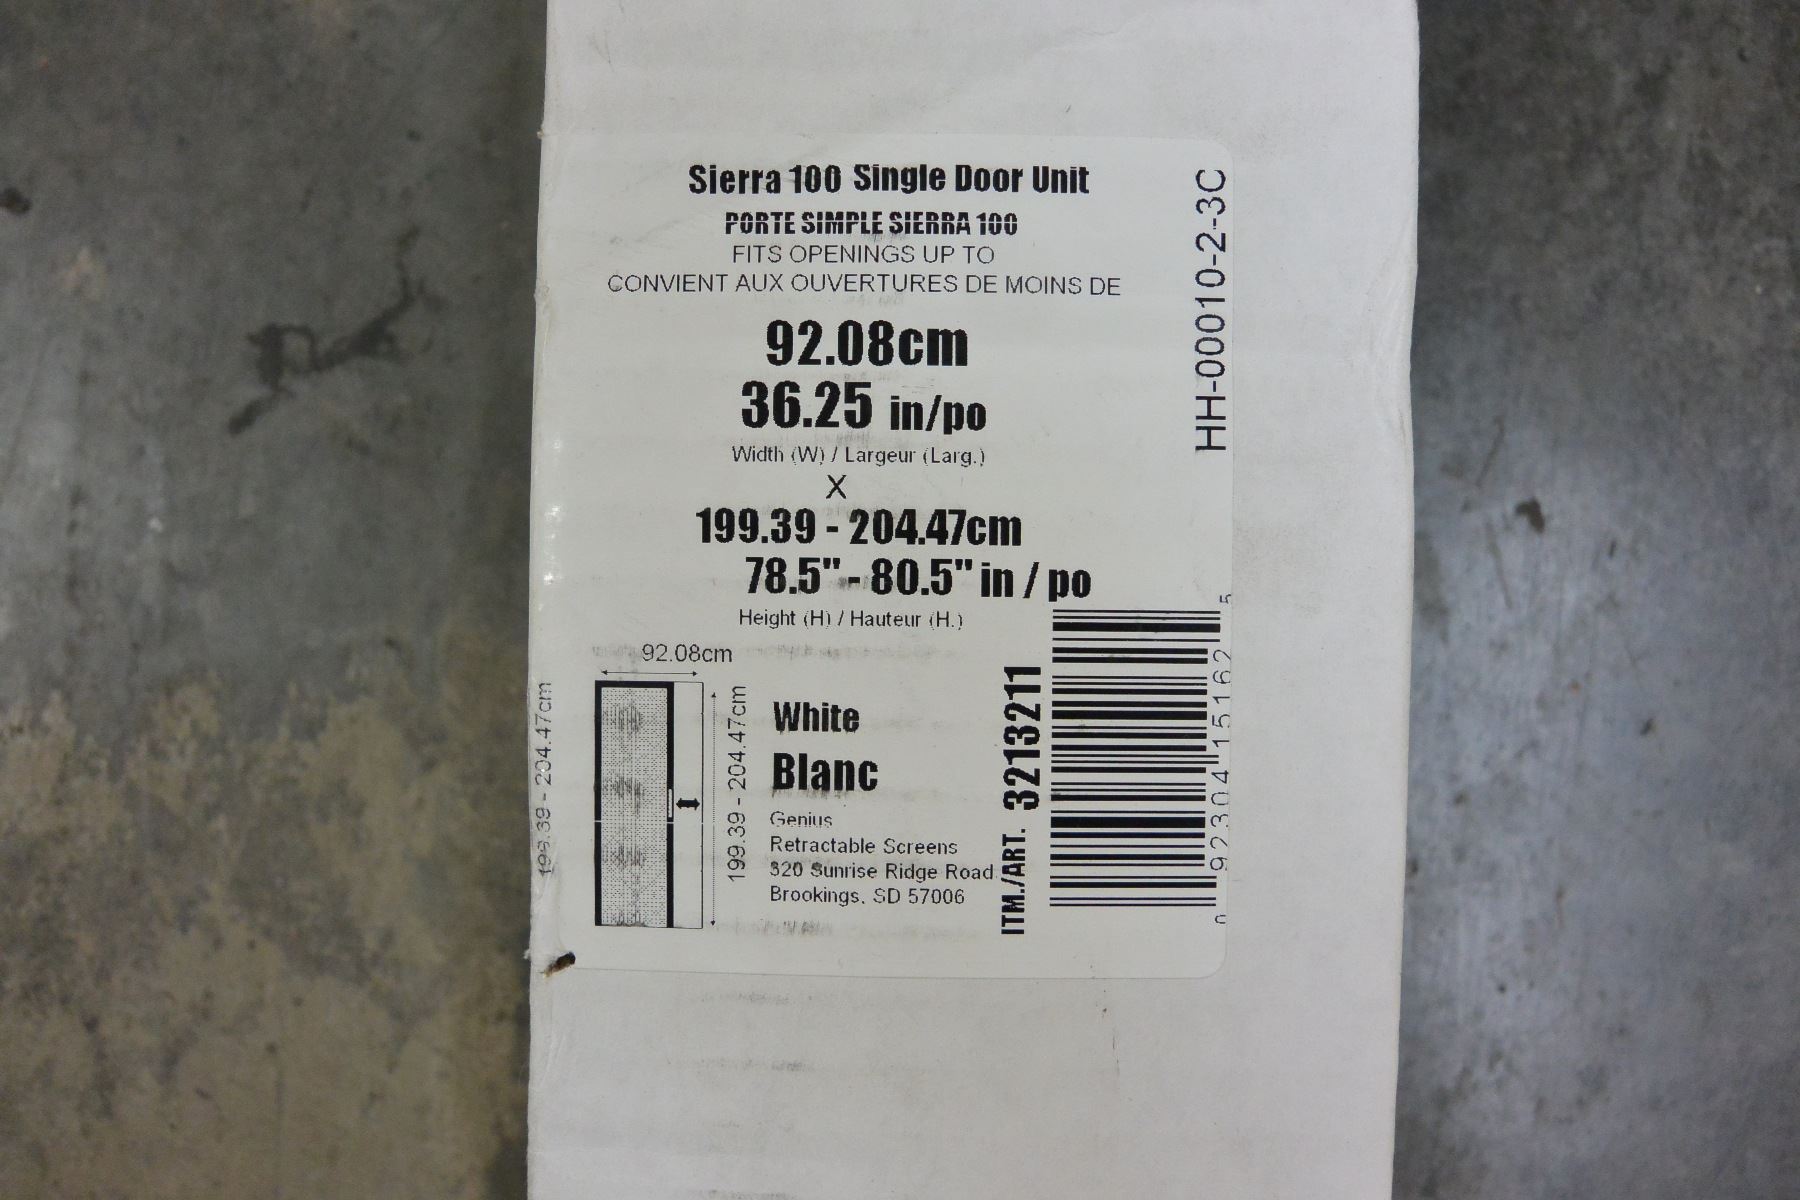 Sierra 100 Single Door Unit
PORTE SIMPLE SIERRA 100
FITS OPENINGS UP TO
CONVIENT AUX OUVERTURES DE MOINS DE
92.08cm
36.25 in/po
Width (W) / Largeur (Larg.)
X
199.39 - 204.47cm
78.5" - 80.5" in / po
Height (H) / Hauteur (H.)
92.08cm
199.39 - 204.47cm
199.39 - 204.47cm
White
Blanc
Genius
Retractable Screens
320 Sunrise Ridge Road
Brookings, SD 57006
ITM./ART. 3213211
0 92304 15162 5
HH-00010-2-3C